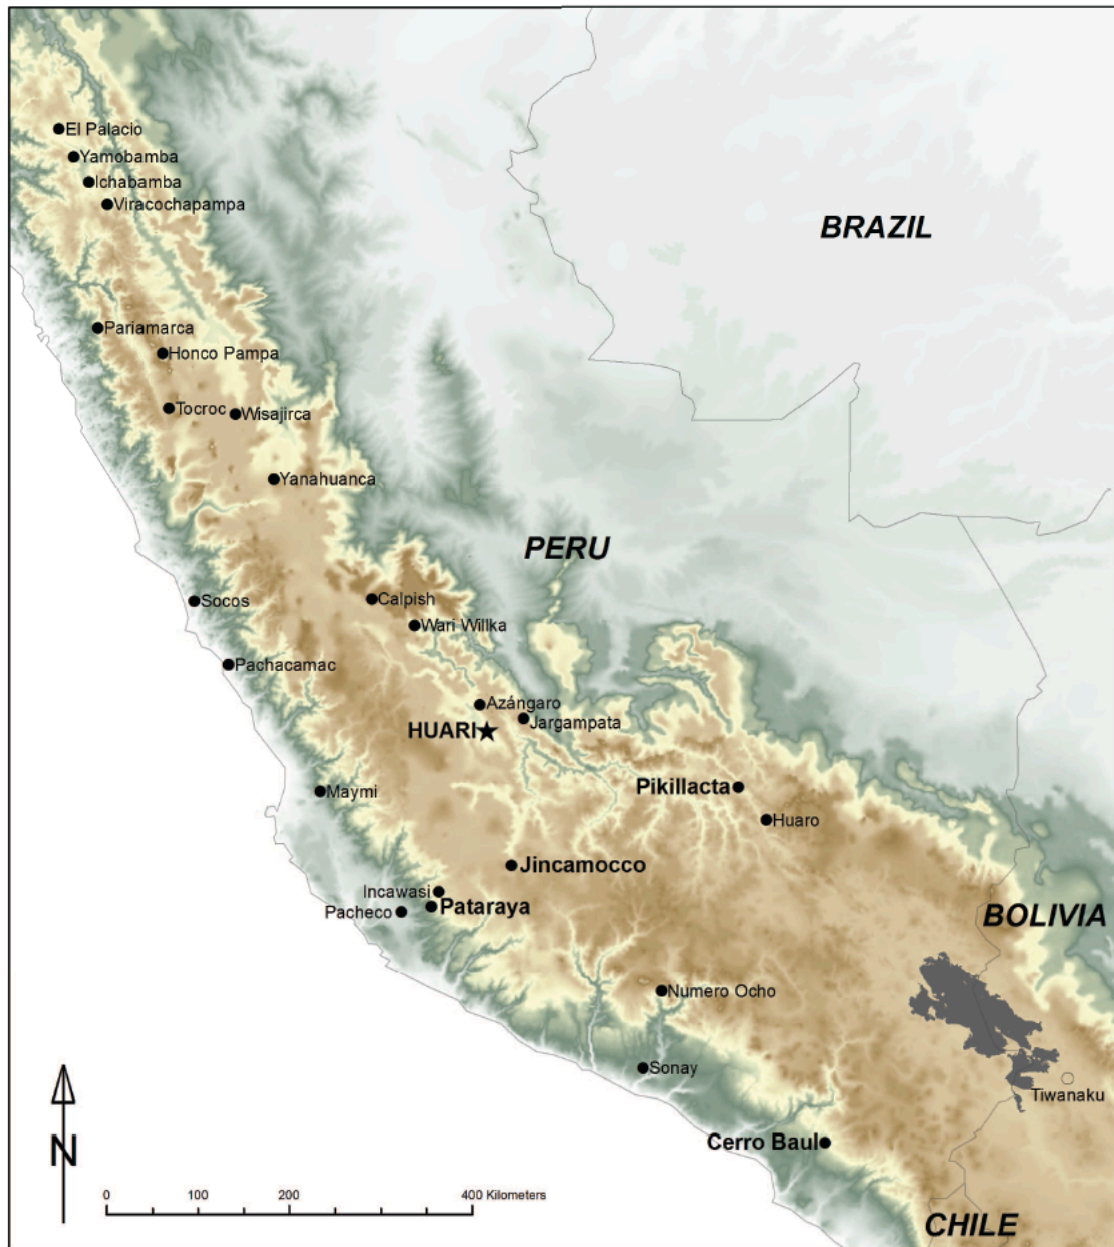 El Palacio
Yamobamba
Ichabamba
Viracochapampa
BRAZIL
Pariamarca
Honco Pampa
Tocroc
Wisajirca
Yanahuanca
PERU
Calpish
Socos
Wari Willka
Pachacamac
Azángaro
Jargampata
HUARI
Pikillacta
Maymi
Huaro
Jincamocco
Incawasi
Pataraya
Pacheco
BOLIVIA
Numero Ocho
Sonay
Tiwanaku
Cerro Baul
N
0 100 200 400 Kilometers
CHILE